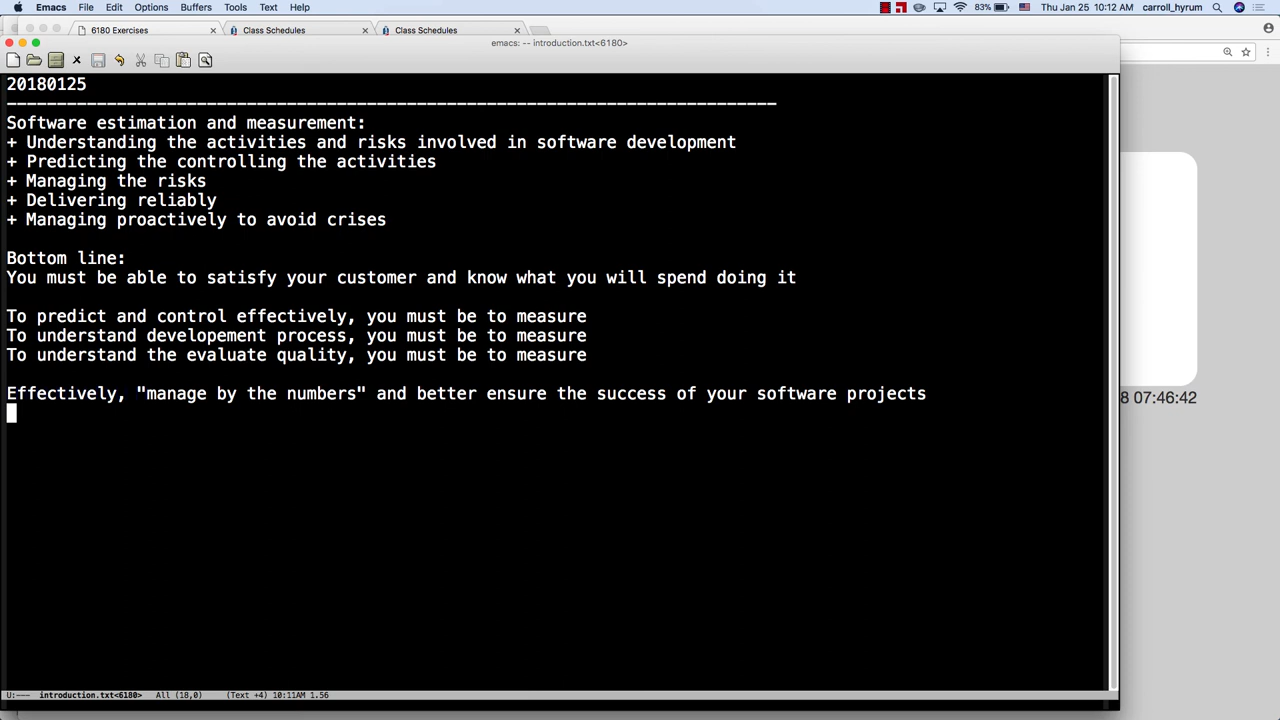 Emacs File Edit Options Buffers Tools Text Help 83% Thu Jan 25 10:12 AM carroll_hyrum
6180 Exercises Class Schedules Class Schedules
emacs: -- introduction.txt<6180>
20180125
Software estimation and measurement:
+ Understanding the activities and risks involved in software development
+ Predicting the controlling the activities
+ Managing the risks
+ Delivering reliably
+ Managing proactively to avoid crises
Bottom line:
You must be able to satisfy your customer and know what you will spend doing it
To predict and control effectively, you must be to measure
To understand developement process, you must be to measure
To understand the evaluate quality, you must be to measure
Effectively, "manage by the numbers" and better ensure the success of your software projects
8 07:46:42
U:--- introduction.txt<6180> All (18,0) (Text +4) 10:11AM 1.56